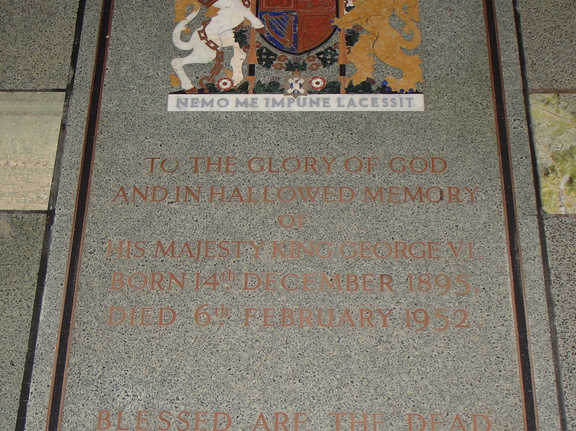 NEMO ME IMPUNE LACESSIT
TO THE GLORY OF GOD
AND IN HALLOWED MEMORY
OF
HIS MAJESTY KING GEORGE VI.
BORN 14th DECEMBER 1895.
DIED 6th FEBRUARY 1952.
BLESSED ARE THE DEAD